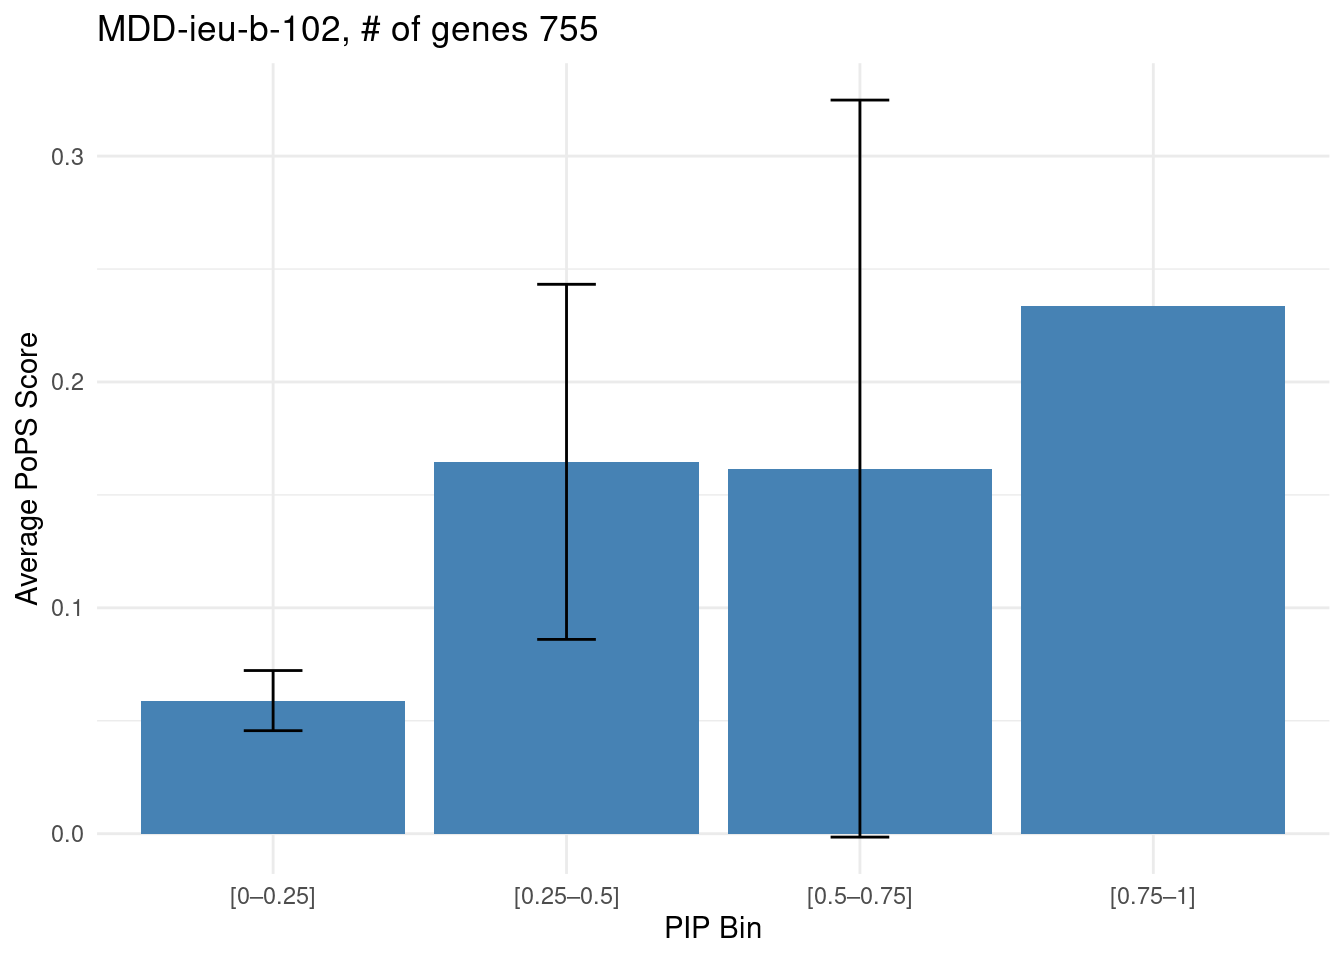 MDD-ieu-b-102, # of genes 755
Average PoPS Score
0.3
0.2
0.1
0.0
[0–0.25]
[0.25–0.5]
[0.5–0.75]
[0.75–1]
PIP Bin